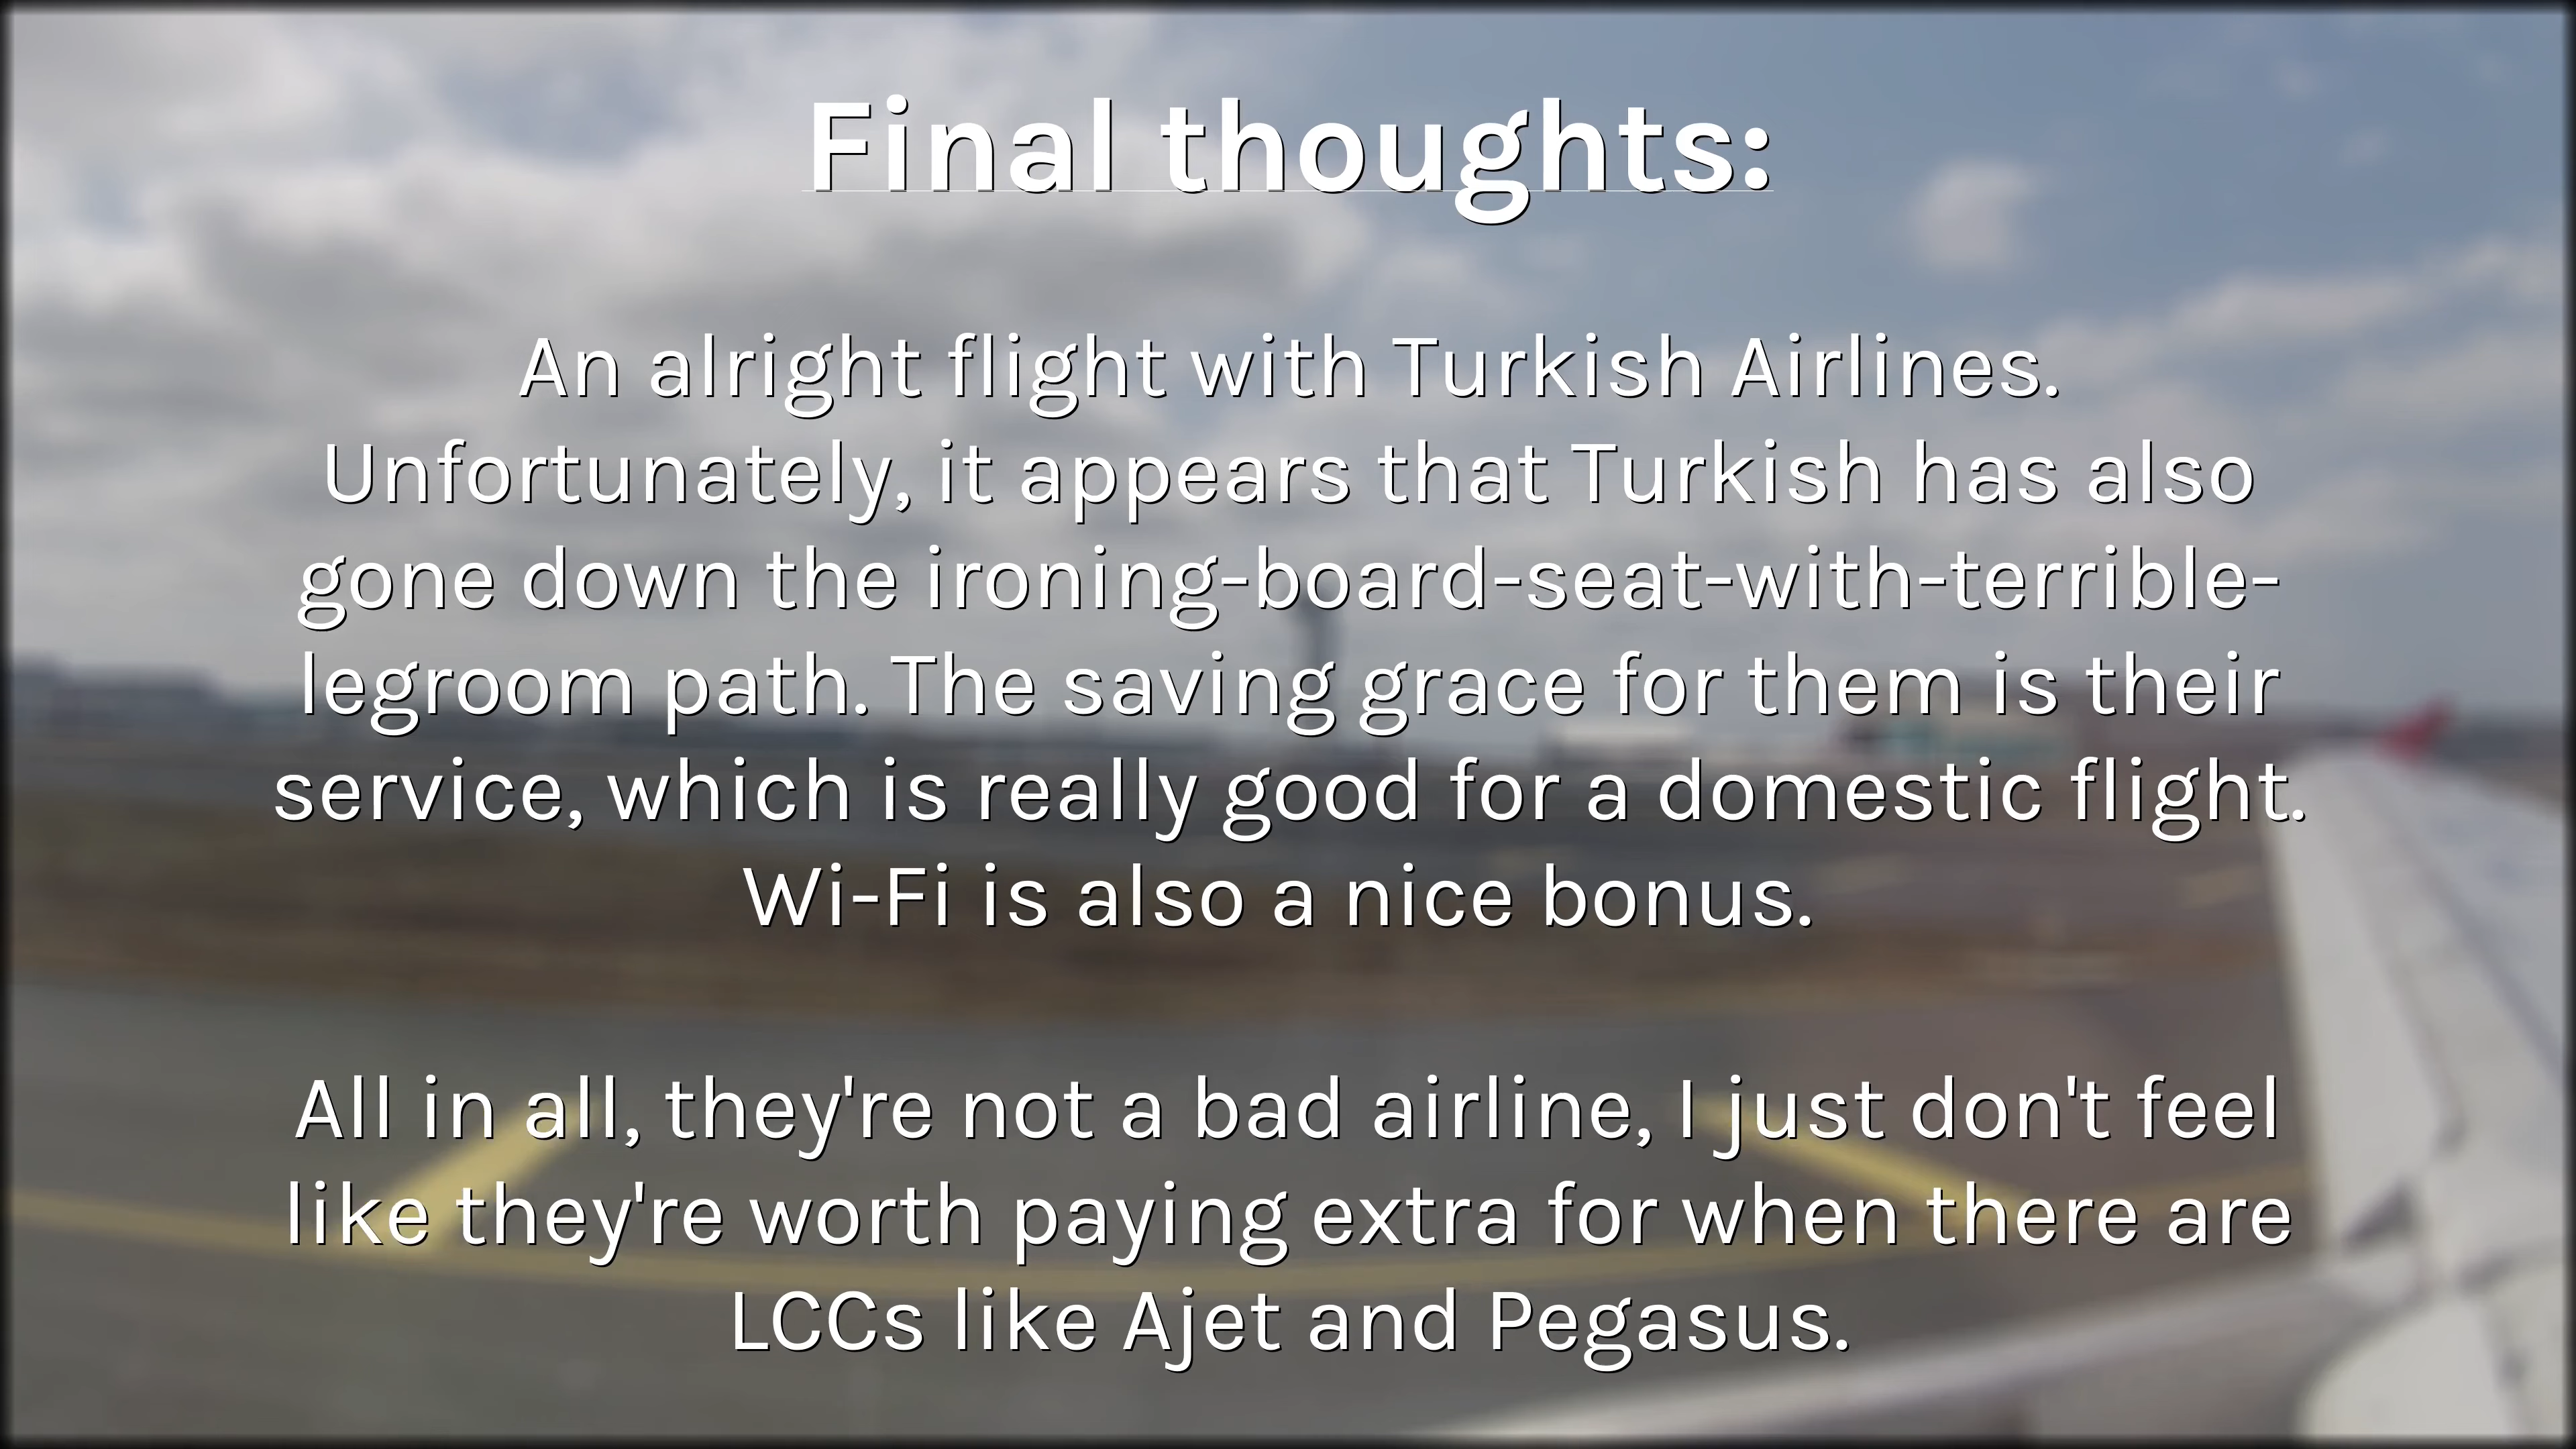 Final thoughts:
An alright flight with Turkish Airlines.
Unfortunately, it appears that Turkish has also
gone down the ironing-board-seat-with-terrible-
legroom path. The saving grace for them is their
service, which is really good for a domestic flight.
Wi-Fi is also a nice bonus.
All in all, they're not a bad airline, I just don't feel
like they're worth paying extra for when there are
LCCs like Ajet and Pegasus.